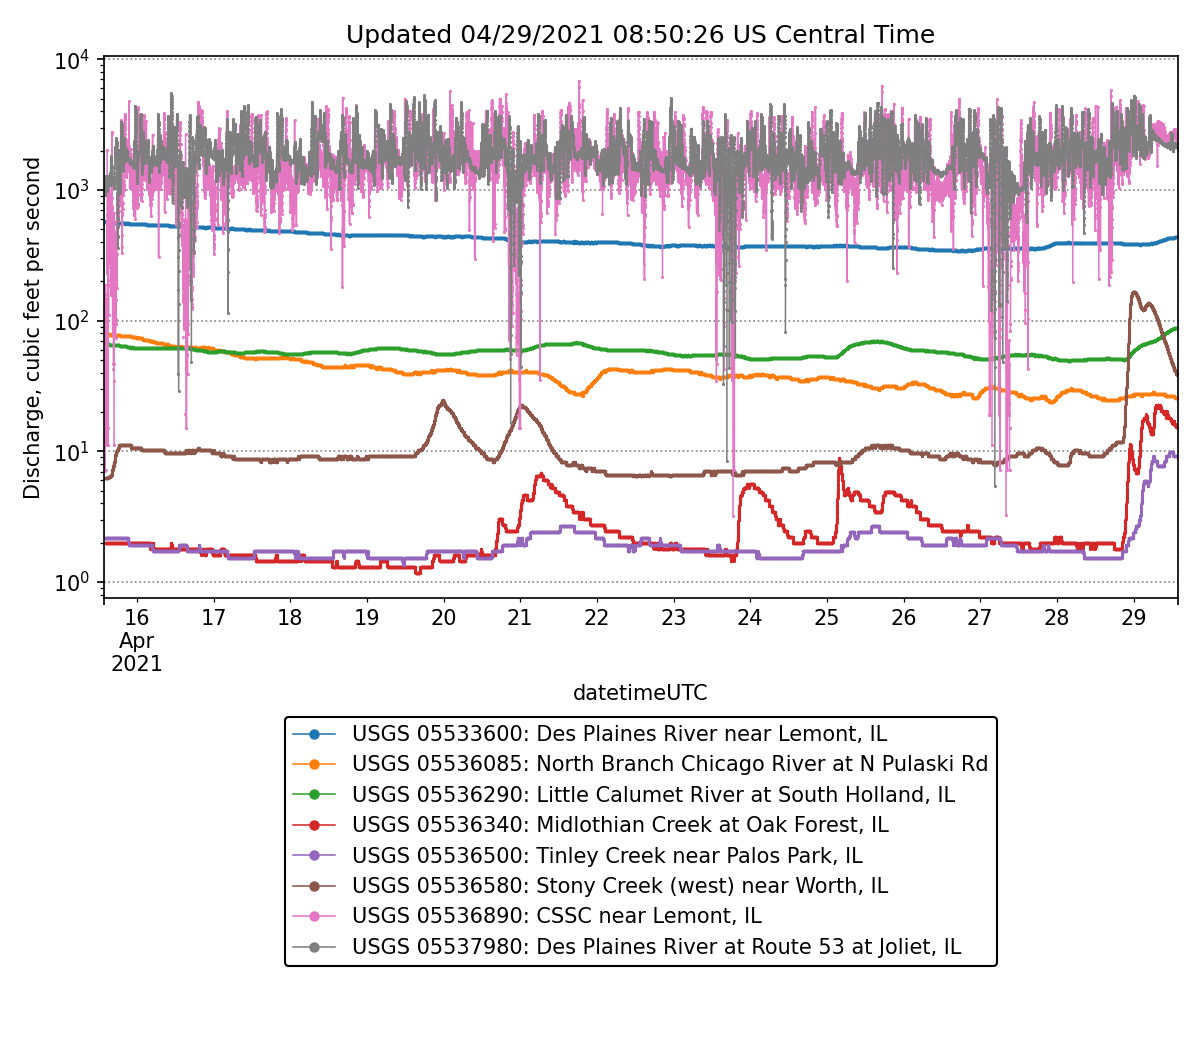 Updated 04/29/2021 08:50:26 US Central Time
Discharge, cubic feet per second
10^4
10^3
10^2
10^1
10^0
16 17 18 19 20 21 22 23 24 25 26 27 28 29
Apr
2021
datetimeUTC
USGS 05533600: Des Plaines River near Lemont, IL
USGS 05536085: North Branch Chicago River at N Pulaski Rd
USGS 05536290: Little Calumet River at South Holland, IL
USGS 05536340: Midlothian Creek at Oak Forest, IL
USGS 05536500: Tinley Creek near Palos Park, IL
USGS 05536580: Stony Creek (west) near Worth, IL
USGS 05536890: CSSC near Lemont, IL
USGS 05537980: Des Plaines River at Route 53 at Joliet, IL